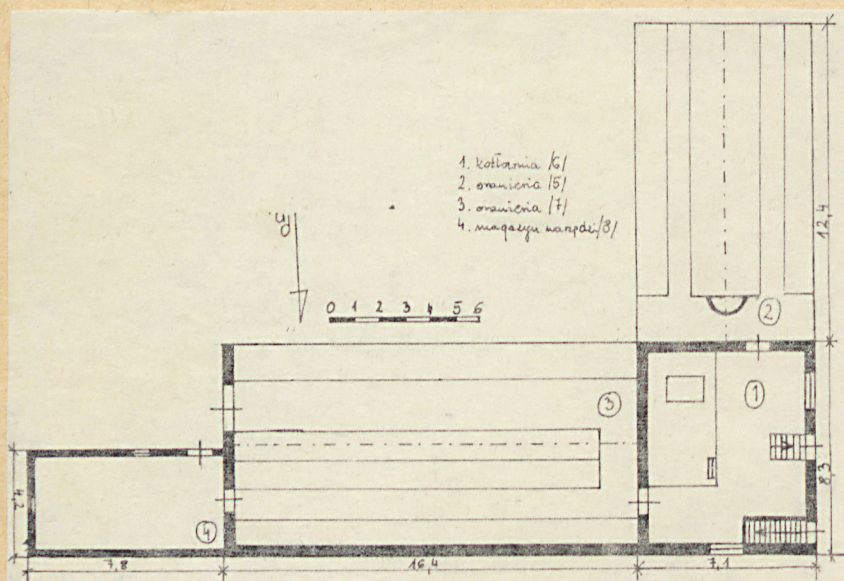 1. kotłownia /6/
2. oranżeria /5/
3. oranżeria /7/
4. magazyn narzędzi /8/
płn
0 1 2 3 4 5 6
12,4
2
1
3
8,3
4,2
4
7,8
16,4
7,1